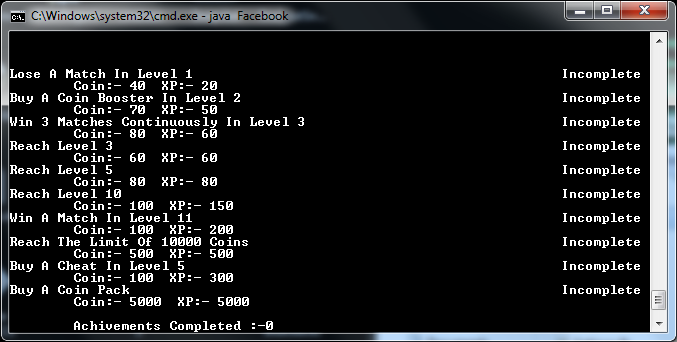 C:\Windows\system32\cmd.exe - java Facebook
Lose A Match In Level 1 Incomplete
Coin:- 40 XP:- 20
Buy A Coin Booster In Level 2 Incomplete
Coin:- 70 XP:- 50
Win 3 Matches Continuously In Level 3 Incomplete
Coin:- 80 XP:- 60
Reach Level 3 Incomplete
Coin:- 60 XP:- 60
Reach Level 5 Incomplete
Coin:- 80 XP:- 80
Reach Level 10 Incomplete
Coin:- 100 XP:- 150
Win A Match In Level 11 Incomplete
Coin:- 100 XP:- 200
Reach The Limit Of 10000 Coins Incomplete
Coin:- 500 XP:- 500
Buy A Cheat In Level 5 Incomplete
Coin:- 100 XP:- 300
Buy A Coin Pack Incomplete
Coin:- 5000 XP:- 5000
Achivements Completed :-0